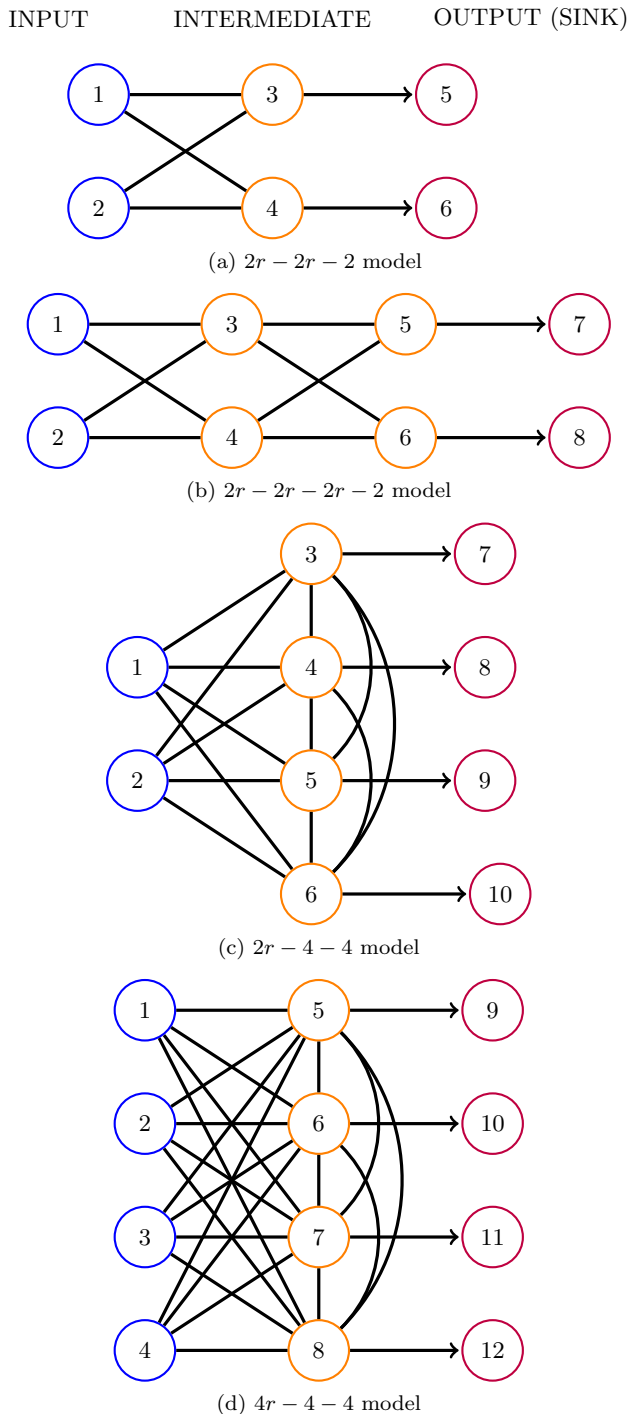 INPUT INTERMEDIATE OUTPUT (SINK)
1 3 5
2 4 6
(a) 2r − 2r − 2 model
1 3 5 7
2 4 6 8
(b) 2r − 2r − 2r − 2 model
3 7
1 4 8
2 5 9
6 10
(c) 2r − 4 − 4 model
1 5 9
2 6 10
3 7 11
4 8 12
(d) 4r − 4 − 4 model